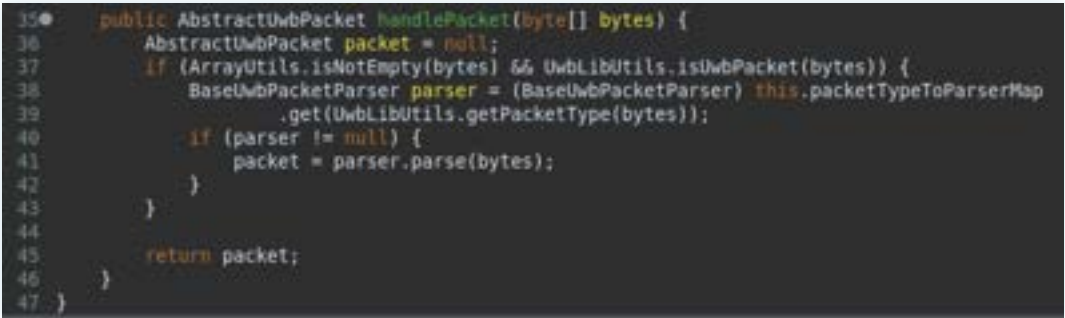 35 public AbstractUwbPacket handlePacket(byte[] bytes) {
36 AbstractUwbPacket packet = null;
37 if (ArrayUtils.isNotEmpty(bytes) && UwbLibUtils.isUwbPacket(bytes)) {
38 BaseUwbPacketParser parser = (BaseUwbPacketParser) this.packetTypeToParserMap
39 .get(UwbLibUtils.getPacketType(bytes));
40 if (parser != null) {
41 packet = parser.parse(bytes);
42 }
43 }
44
45 return packet;
46 }
47 }